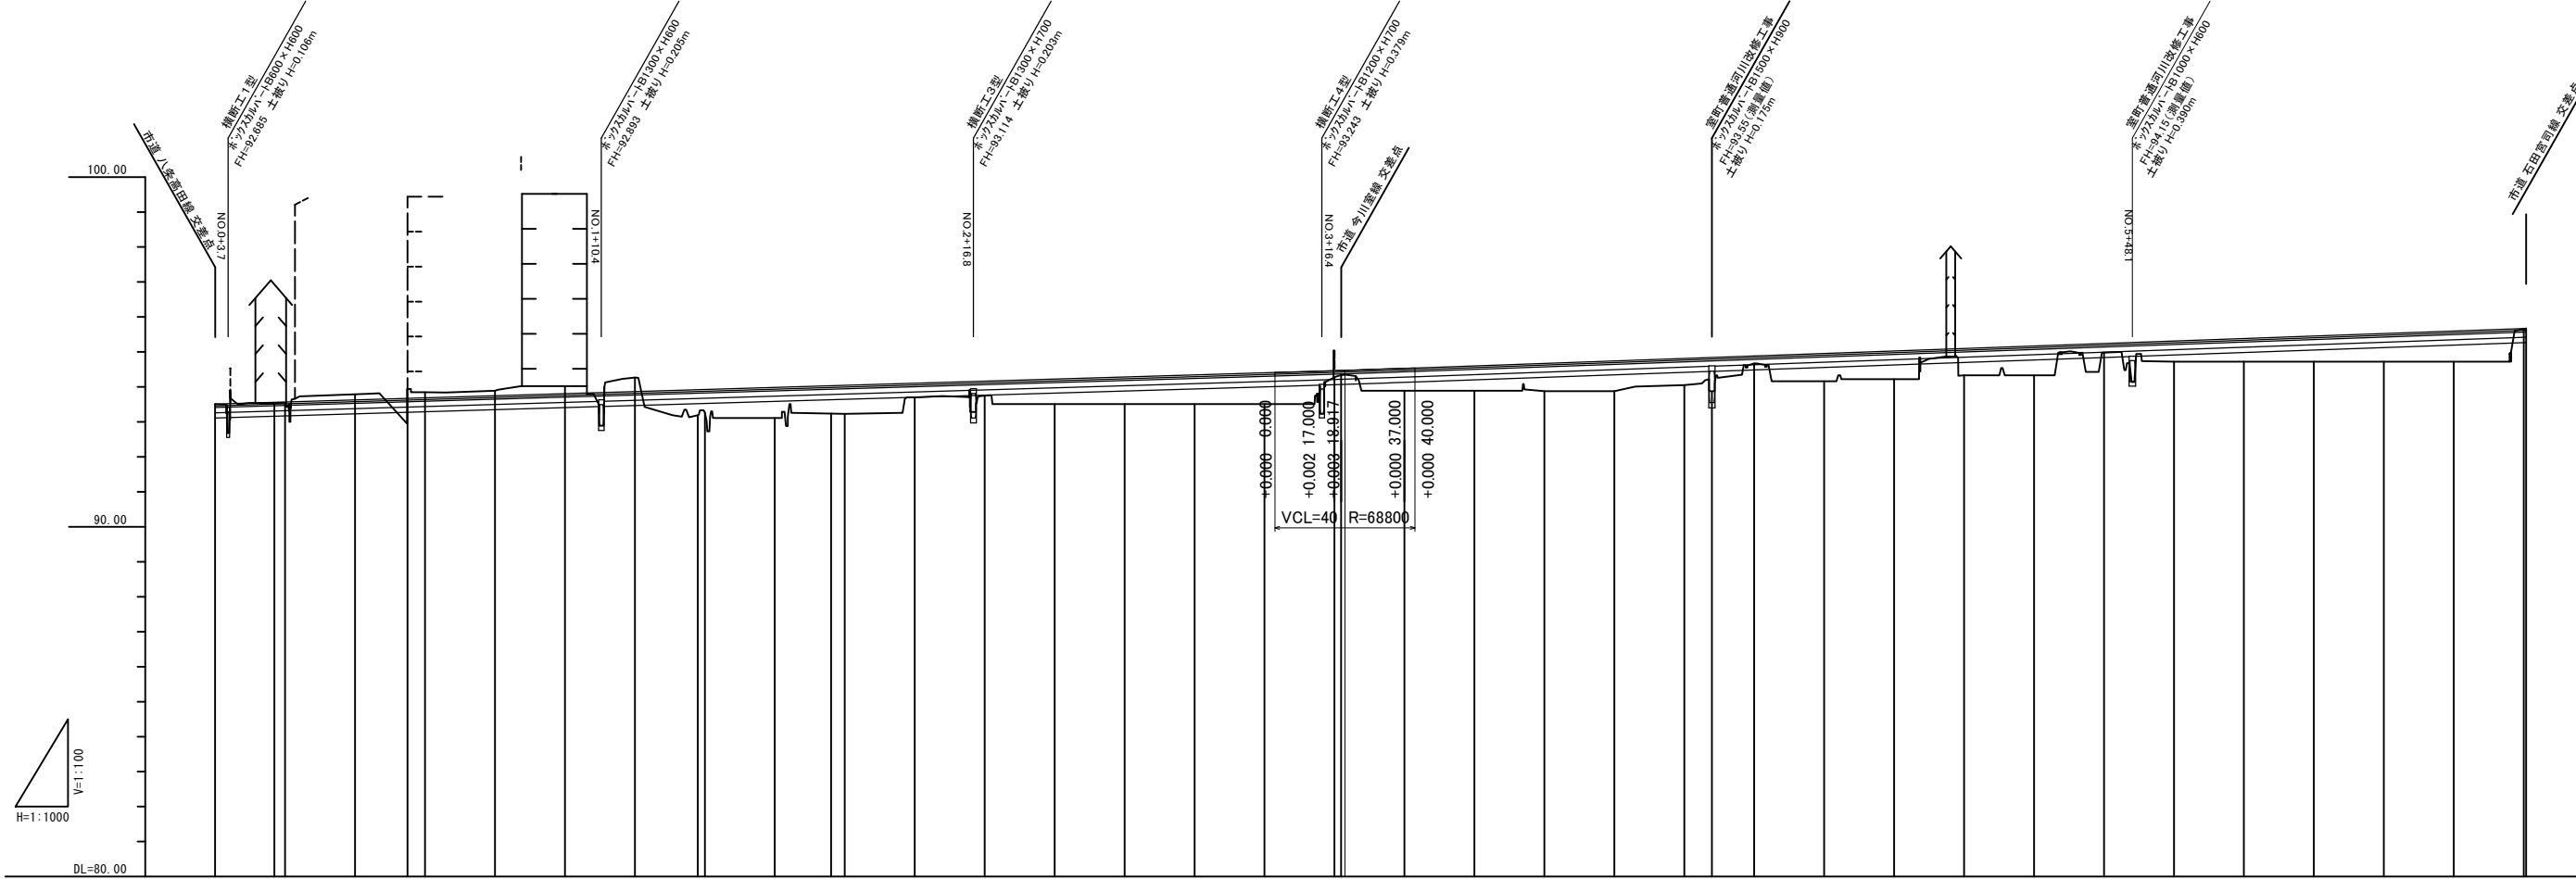 市道 八条高田線 交差点
横断工1型
ボックスカルバートB600×H600
FH=92.685 土被り H=0.106m
NO.0+3.7
ボックスカルバートB1300×H600
FH=92.893 土被り H=0.205m
NO.1+10.4
横断工3型
ボックスカルバートB1300×H700
FH=93.114 土被り H=0.203m
NO.2+16.8
横断工4型
ボックスカルバートB1200×H700
FH=93.243 土被り H=0.379m
NO.3+16.4
市道 今川室線 交差点
室町普通河川改修工事
ボックスカルバートB1500×H900
FH=93.55(測量値)
土被り H=0.175m
室町普通河川改修工事
ボックスカルバートB1000×H600
FH=94.15(測量値)
土被り H=0.390m
NO.5+48.1
市道 石田宮司線 交差点
100.00
90.00
DL=80.00
+0.000 0.000
+0.002 17.000
+0.003 18.917
+0.000 37.000
+0.000 40.000
VCL=40 R=68800
V=1:100
H=1:1000